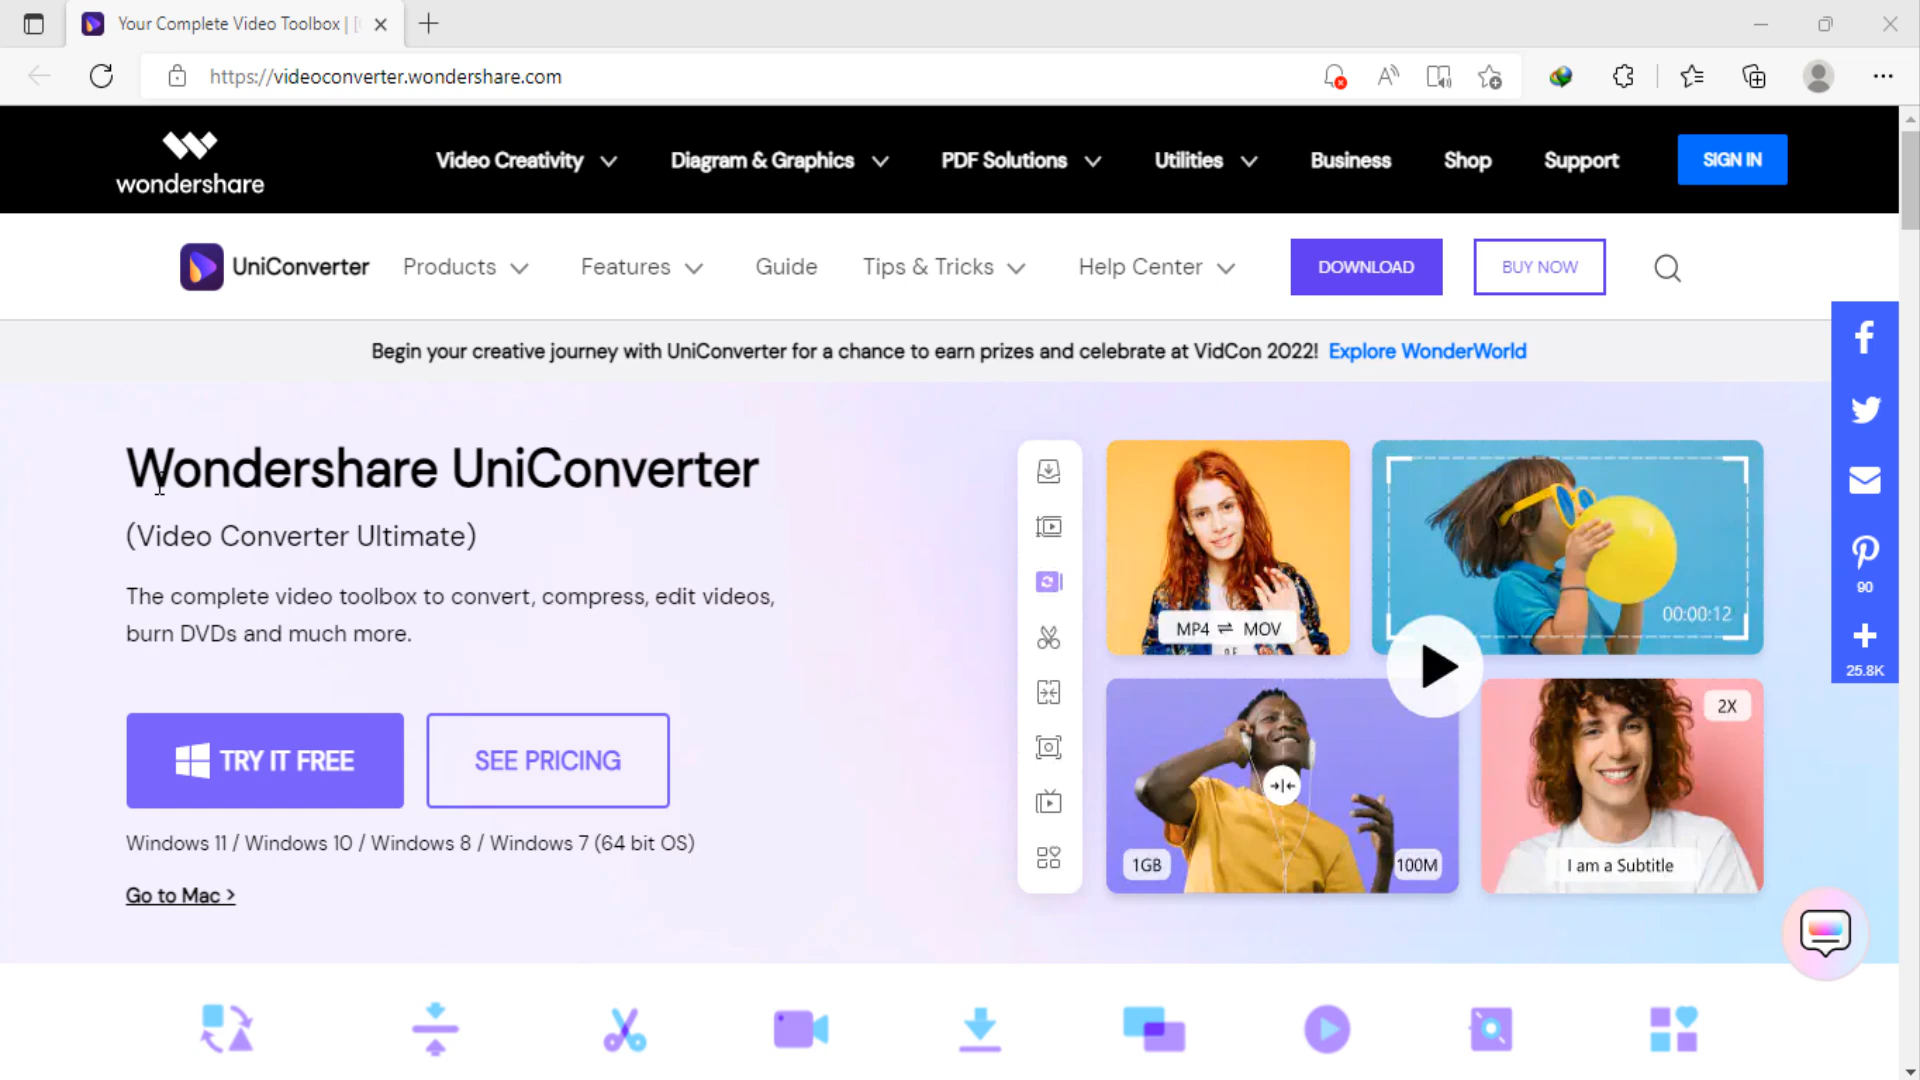 Your Complete Video Toolbox |
https://videoconverter.wondershare.com
wondershare
Video Creativity
Diagram & Graphics
PDF Solutions
Utilities
Business
Shop
Support
SIGN IN
UniConverter
Products
Features
Guide
Tips & Tricks
Help Center
DOWNLOAD
BUY NOW
Begin your creative journey with UniConverter for a chance to earn prizes and celebrate at VidCon 2022! Explore WonderWorld
Wondershare UniConverter
(Video Converter Ultimate)
The complete video toolbox to convert, compress, edit videos,
burn DVDs and much more.
TRY IT FREE
SEE PRICING
Windows 11 / Windows 10 / Windows 8 / Windows 7 (64 bit OS)
Go to Mac >
MP4 ⇌ MOV
00:00:12
1GB
100M
2X
I am a Subtitle
90
25.8K